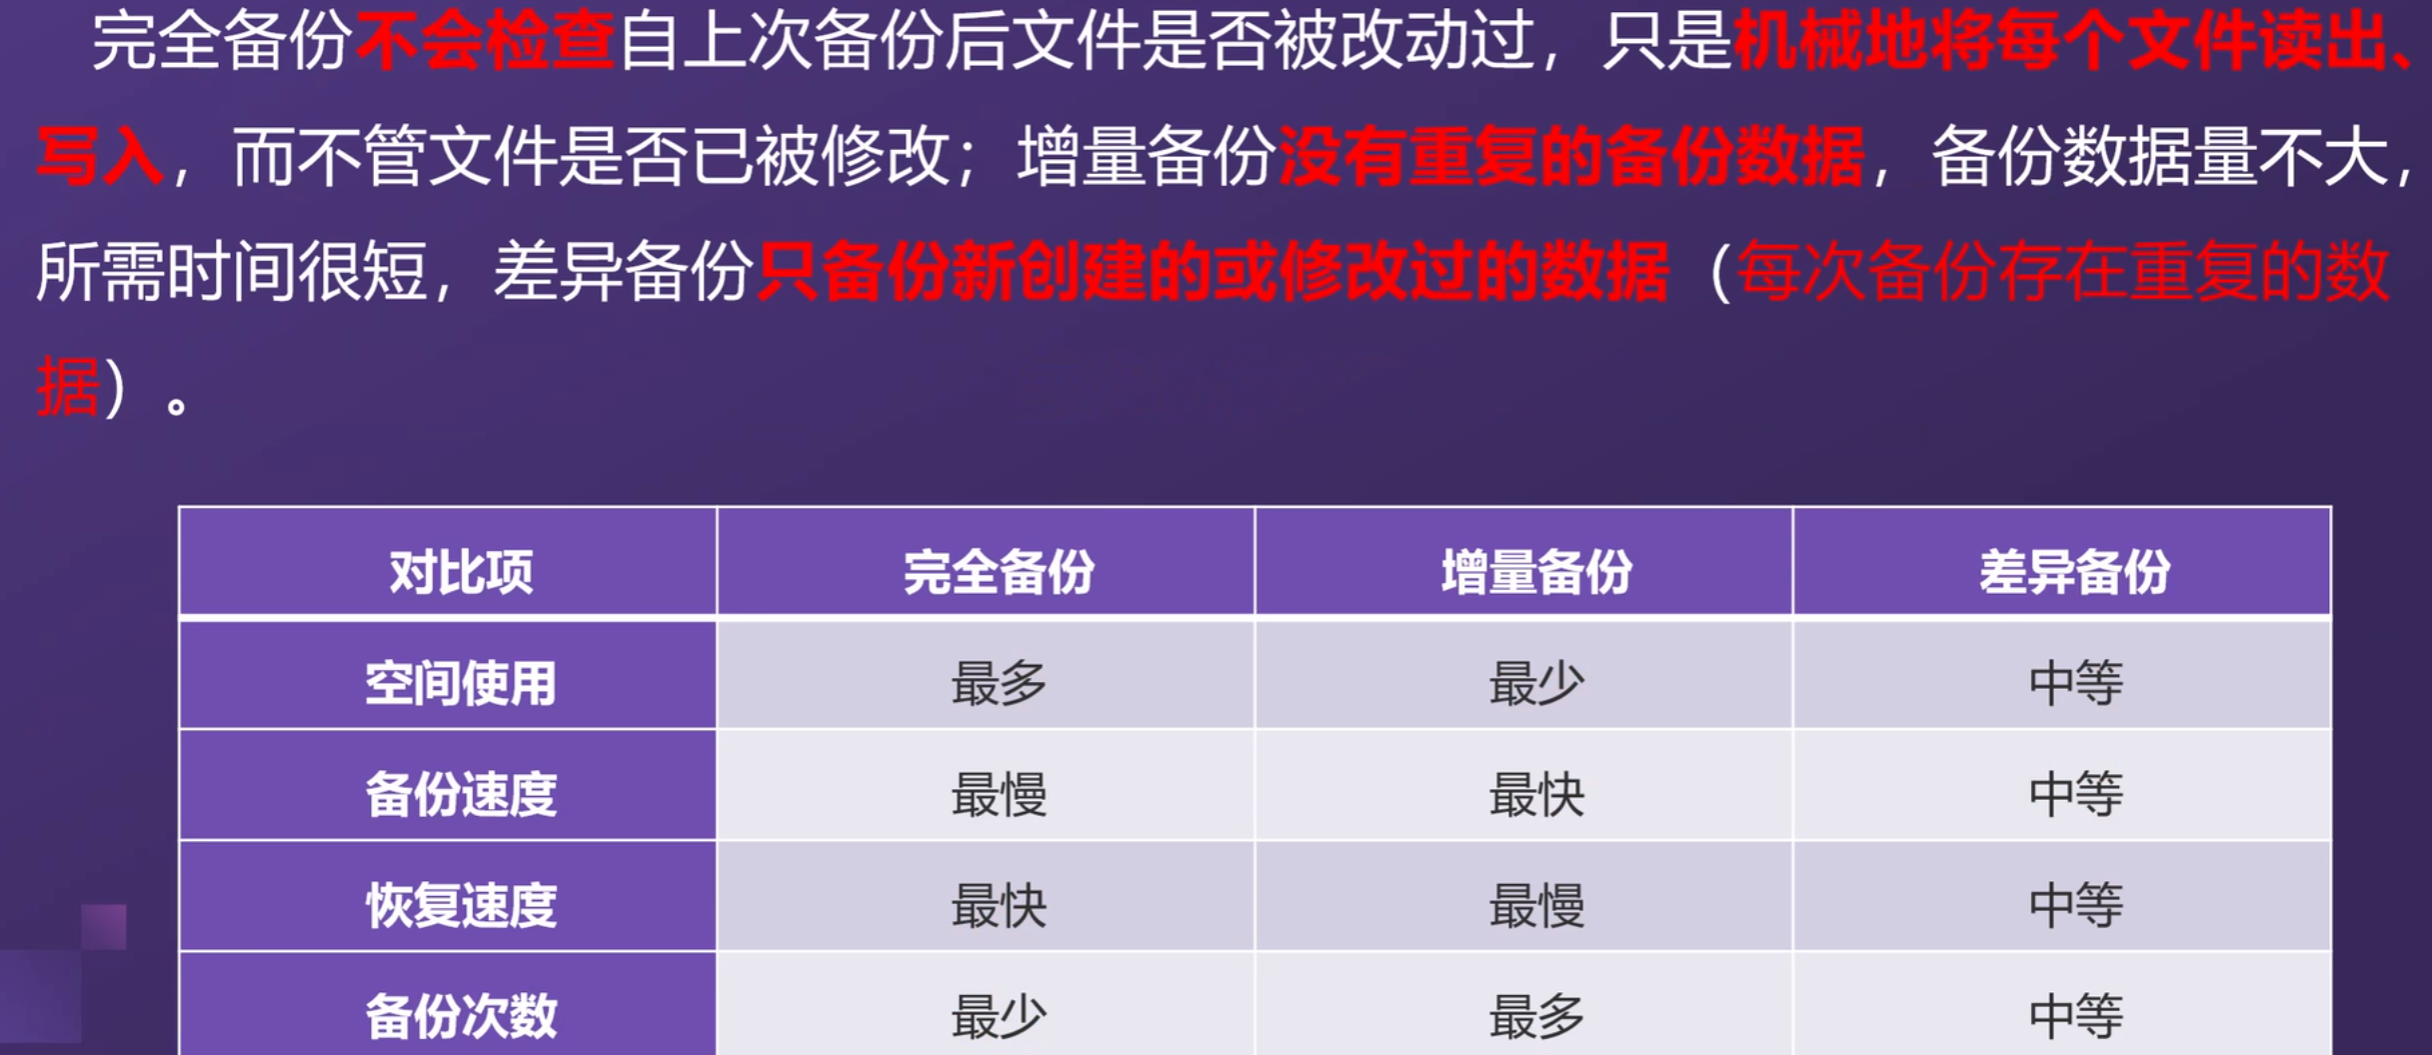 完全备份不会检查自上次备份后文件是否被改动过，只是机械地将每个文件读出、
写入，而不管文件是否已被修改；增量备份没有重复的备份数据，备份数据量不大，
所需时间很短，差异备份只备份新创建的或修改过的数据（每次备份存在重复的数
据）。
对比项 完全备份 增量备份 差异备份
空间使用 最多 最少 中等
备份速度 最慢 最快 中等
恢复速度 最快 最慢 中等
备份次数 最少 最多 中等